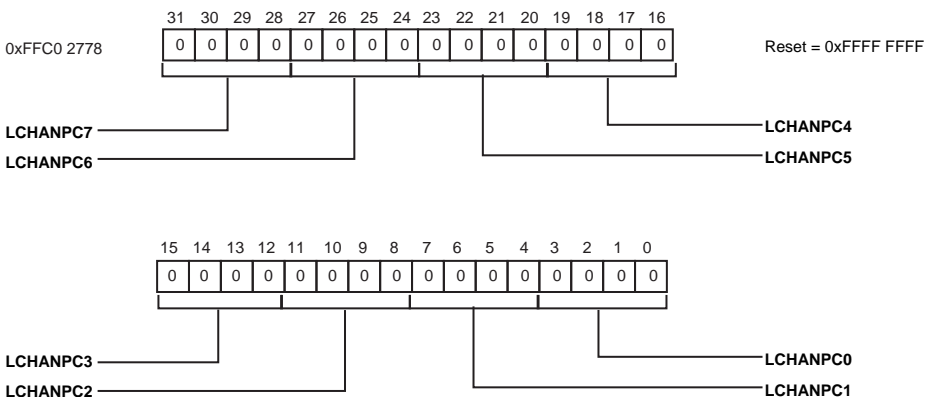 31 30 29 28 27 26 25 24 23 22 21 20 19 18 17 16
0xFFC0 2778 0 0 0 0 0 0 0 0 0 0 0 0 0 0 0 0 Reset = 0xFFFF FFFF
LCHANPC7 LCHANPC4
LCHANPC6 LCHANPC5
15 14 13 12 11 10 9 8 7 6 5 4 3 2 1 0
0 0 0 0 0 0 0 0 0 0 0 0 0 0 0 0
LCHANPC3 LCHANPC0
LCHANPC2 LCHANPC1